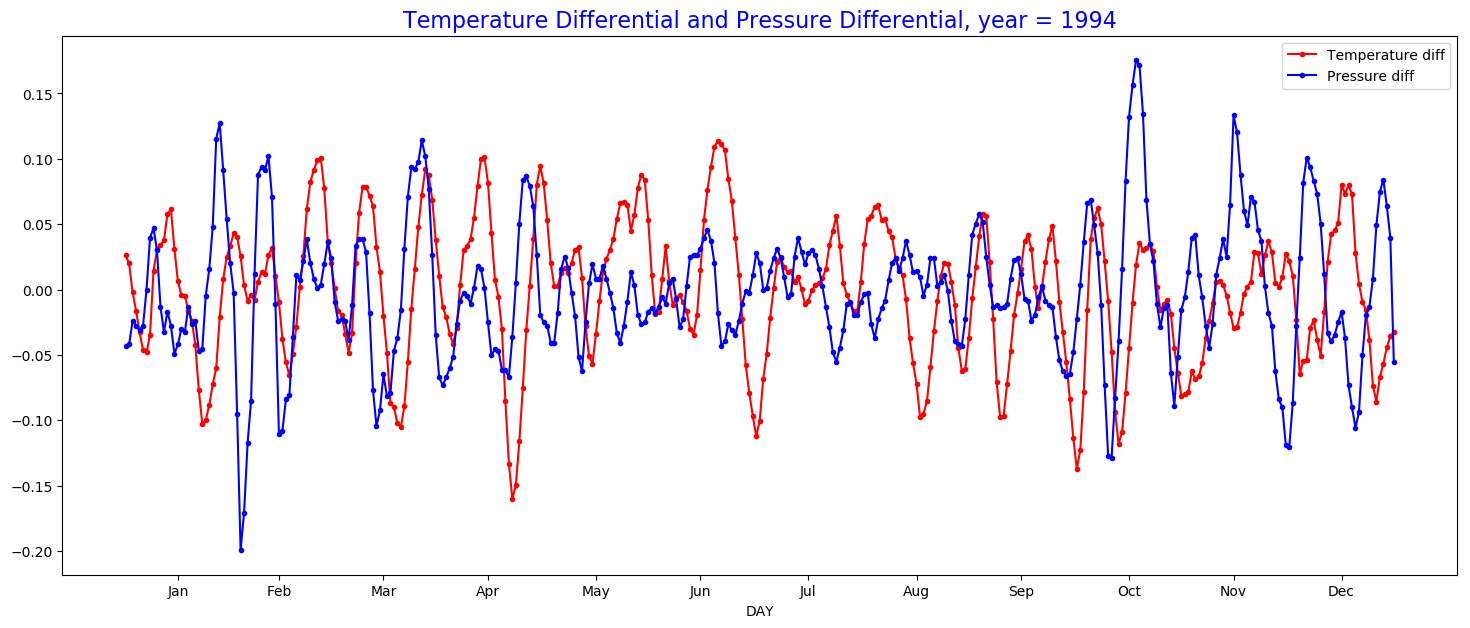 Temperature Differential and Pressure Differential, year = 1994
Temperature diff
Pressure diff
0.15
0.10
0.05
0.00
−0.05
−0.10
−0.15
−0.20
Jan Feb Mar Apr May Jun Jul Aug Sep Oct Nov Dec
DAY